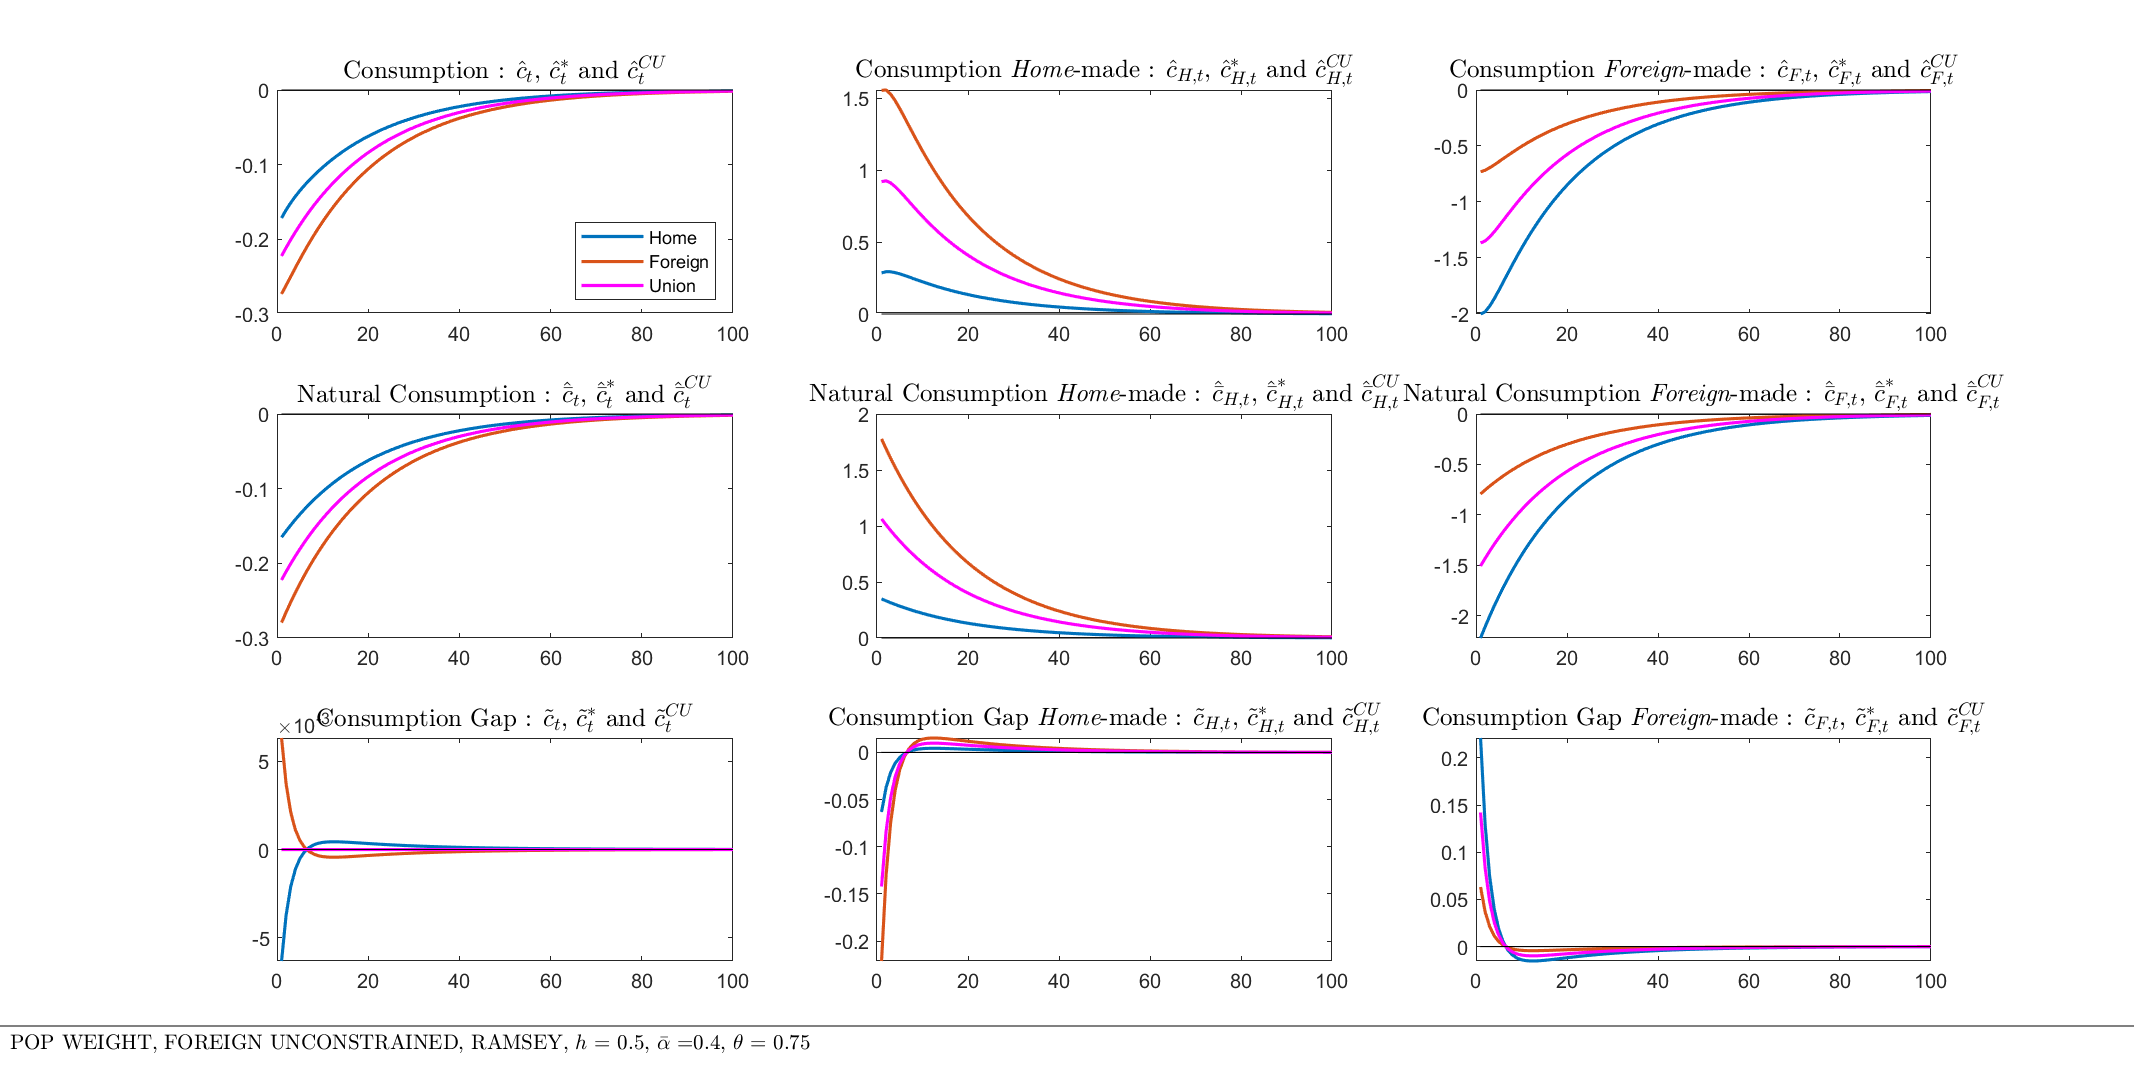 Consumption : ĉ_t, ĉ*_t and ĉ^CU_t
0
-0.1
-0.2
-0.3
0 20 40 60 80 100
Home
Foreign
Union
Consumption Home-made : ĉ_H,t, ĉ*_H,t and ĉ^CU_H,t
1.5
1
0.5
0
0 20 40 60 80 100
Consumption Foreign-made : ĉ_F,t, ĉ*_F,t and ĉ^CU_F,t
0
-0.5
-1
-1.5
-2
0 20 40 60 80 100
Natural Consumption : c̄̂_t, c̄̂*_t and c̄̂^CU_t
0
-0.1
-0.2
-0.3
0 20 40 60 80 100
Natural Consumption Home-made : c̄̂_H,t, c̄̂*_H,t and c̄̂^CU_H,t
2
1.5
1
0.5
0
0 20 40 60 80 100
Natural Consumption Foreign-made : c̄̂_F,t, c̄̂*_F,t and c̄̂^CU_F,t
0
-0.5
-1
-1.5
-2
0 20 40 60 80 100
Consumption Gap : c̃_t, c̃*_t and c̃^CU_t
×10^-3
5
0
-5
0 20 40 60 80 100
Consumption Gap Home-made : c̃_H,t, c̃*_H,t and c̃^CU_H,t
0
-0.05
-0.1
-0.15
-0.2
0 20 40 60 80 100
Consumption Gap Foreign-made : c̃_F,t, c̃*_F,t and c̃^CU_F,t
0.2
0.15
0.1
0.05
0
0 20 40 60 80 100
POP WEIGHT, FOREIGN UNCONSTRAINED, RAMSEY, h = 0.5, ᾱ =0.4, θ = 0.75